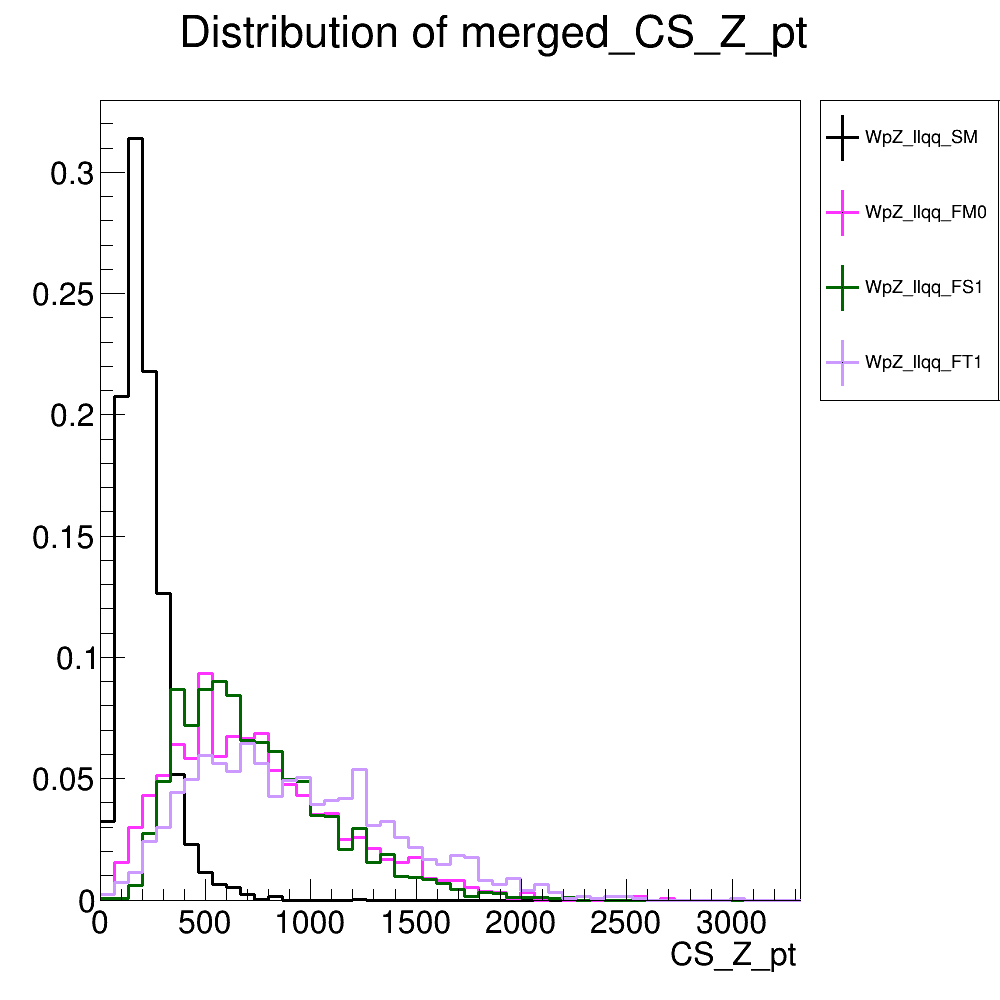 Distribution of merged_CS_Z_pt
WpZ_llqq_SM
WpZ_llqq_FM0
WpZ_llqq_FS1
WpZ_llqq_FT1
0.3
0.25
0.2
0.15
0.1
0.05
0
0 500 1000 1500 2000 2500 3000
CS_Z_pt